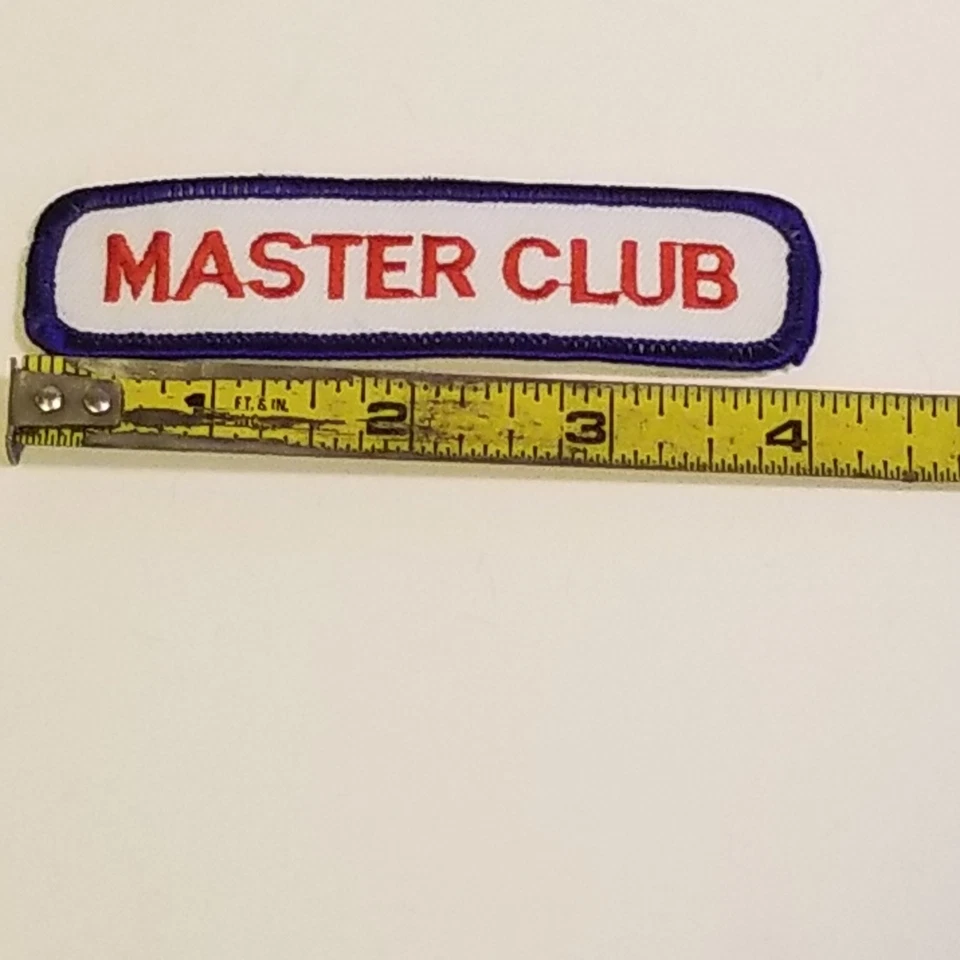 MASTER CLUB
1 FT. & IN. 2 3 4